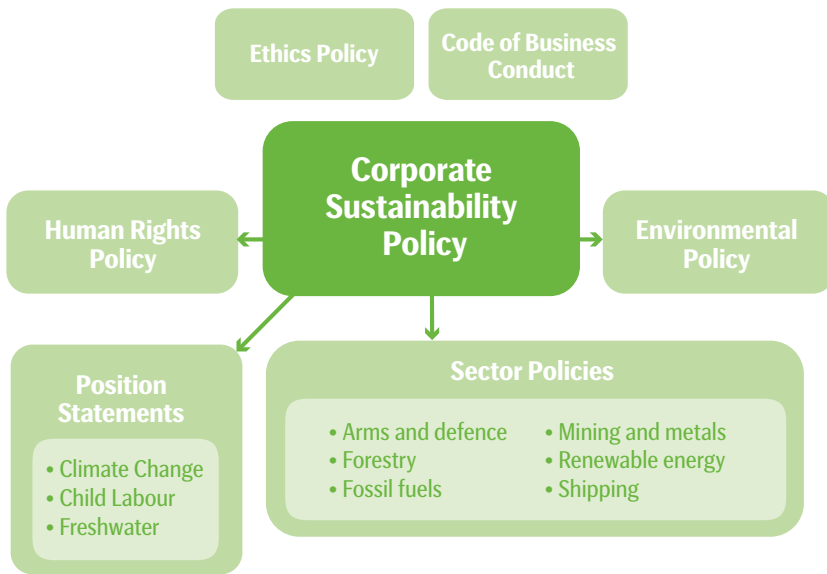 Ethics Policy
Code of Business
Conduct
Corporate
Sustainability
Policy
Human Rights
Policy
Environmental
Policy
Position
Statements
• Climate Change
• Child Labour
• Freshwater
Sector Policies
• Arms and defence
• Forestry
• Fossil fuels
• Mining and metals
• Renewable energy
• Shipping